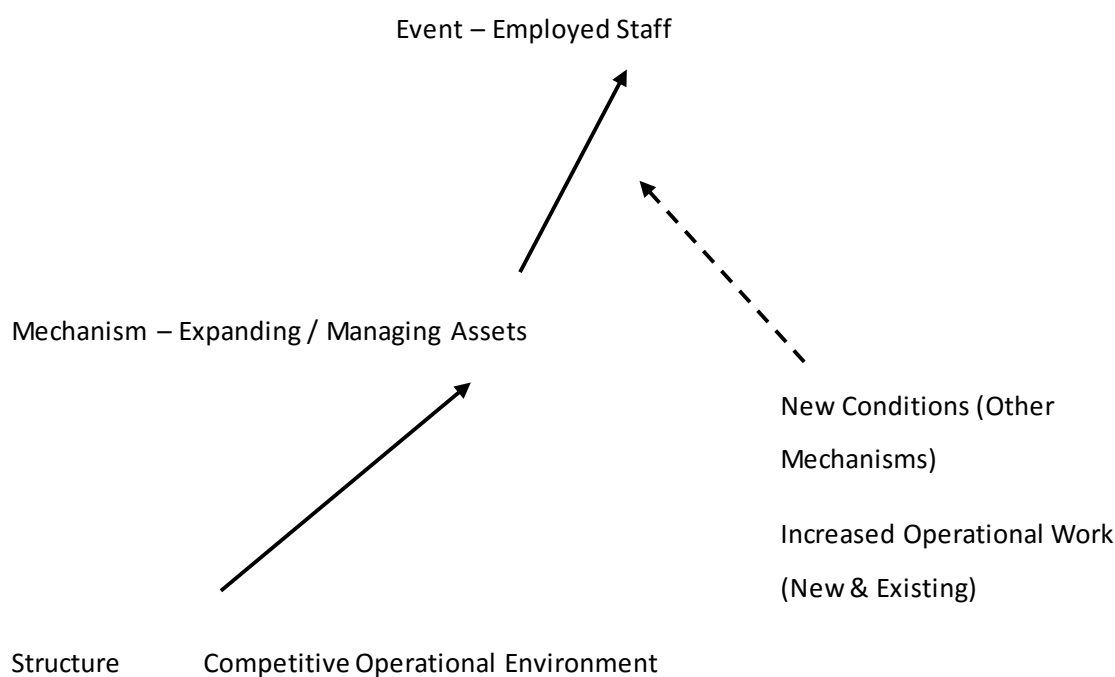 Event – Employed Staff
Mechanism – Expanding / Managing Assets
New Conditions (Other
Mechanisms)
Increased Operational Work
(New & Existing)
Structure Competitive Operational Environment